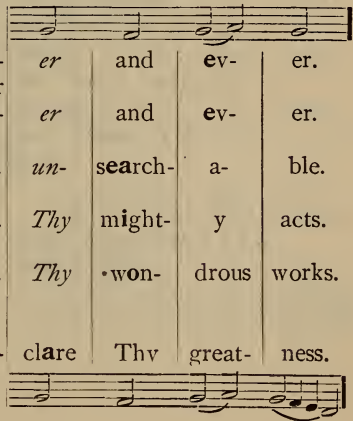 er and ev- er.
er and ev- er.
un- search- a- ble.
Thy might- y acts.
Thy won- drous works.
clare Thy great- ness.